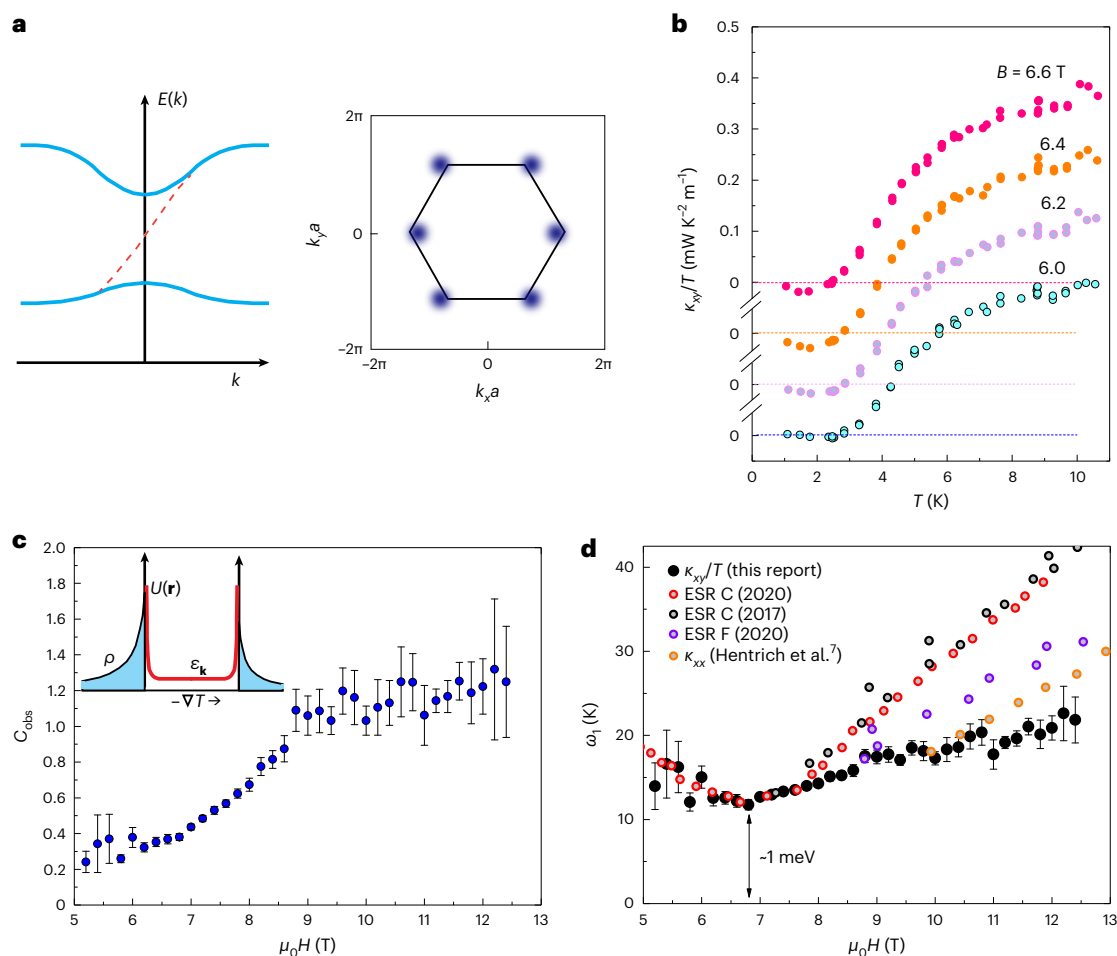 a
E(k)
k
2π
0
−2π
k_y a
−2π
0
2π
k_x a
b
0.5
0.4
0.3
0.2
0.1
0
0
0
0
κ_xy/T (mW K⁻² m⁻¹)
B = 6.6 T
6.4
6.2
6.0
0
2
4
6
8
10
T (K)
c
2.0
1.8
1.6
1.4
1.2
1.0
0.8
0.6
0.4
0.2
0
C_obs
U(r)
ρ
ε_k
−∇T →
5
6
7
8
9
10
11
12
13
μ₀H (T)
d
40
30
20
10
0
ω₁ (K)
κ_xy/T (this report)
ESR C (2020)
ESR C (2017)
ESR F (2020)
κ_xx (Hentrich et al.⁷)
~1 meV
5
6
7
8
9
10
11
12
13
μ₀H (T)